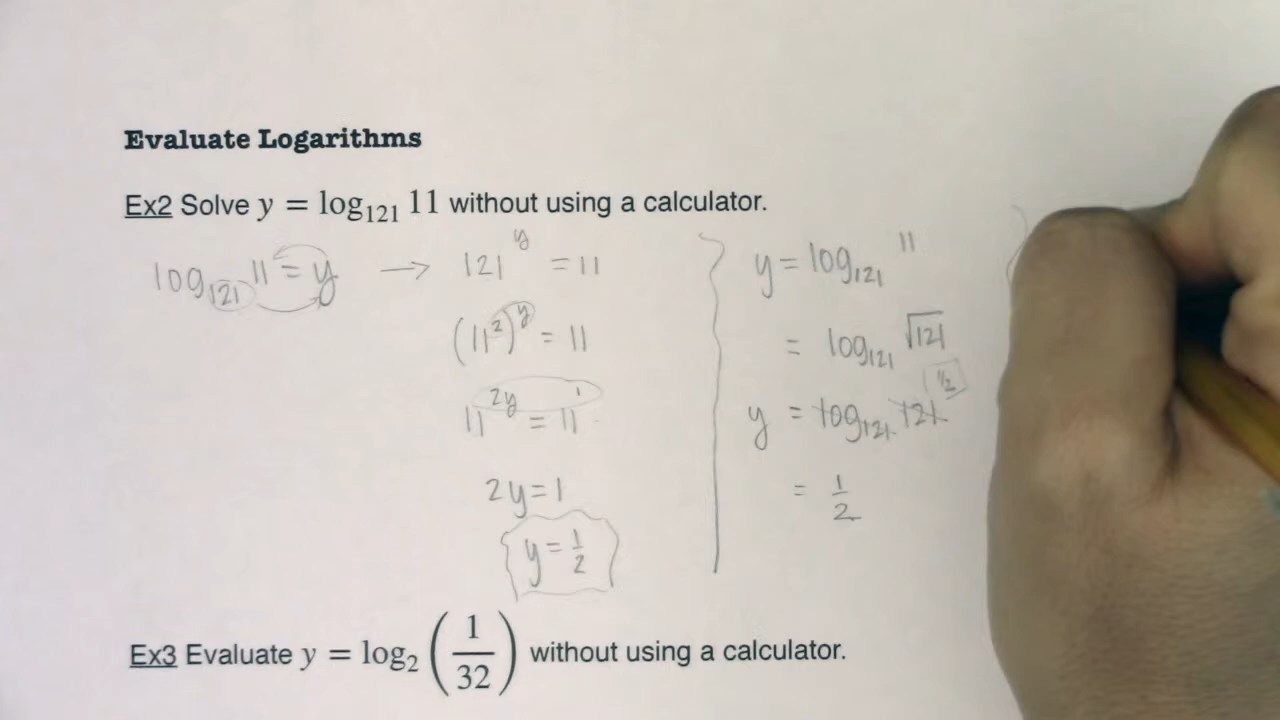 Evaluate Logarithms
Ex2 Solve y = log₁₂₁ 11 without using a calculator.
log₁₂₁ 11 = y → 121^y = 11
(11²)^y = 11
11^2y = 11^1
2y = 1
y = 1/2
y = log₁₂₁ 11
= log₁₂₁ √121
y = log₁₂₁ 121^1/2
= 1/2
Ex3 Evaluate y = log₂ (1/32) without using a calculator.